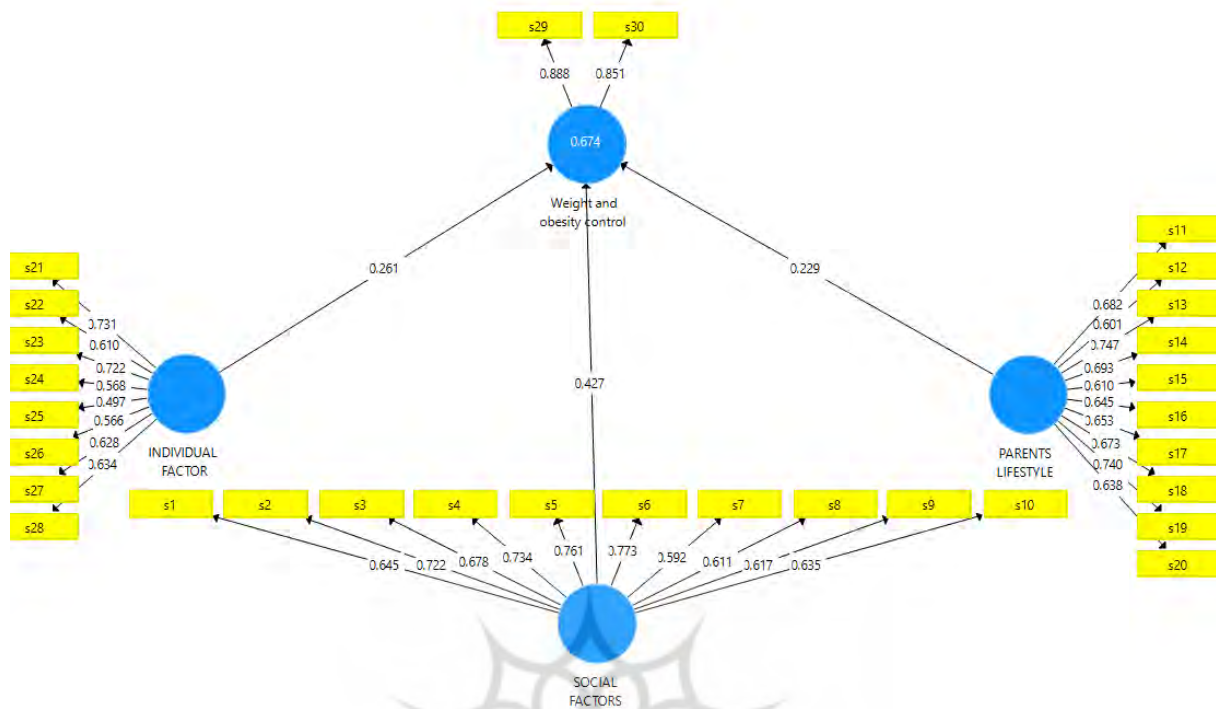 s29 s30
0.888 0.851
0.674
Weight and
obesity control
0.261
0.229
0.427
s21
s22
s23
s24
s25
s26
s27
s28
0.731
0.610
0.722
0.568
0.497
0.566
0.628
0.634
INDIVIDUAL
FACTOR
s11
s12
s13
s14
s15
s16
s17
s18
s19
s20
0.682
0.601
0.747
0.693
0.610
0.645
0.653
0.673
0.740
0.638
PARENTS
LIFESTYLE
s1 s2 s3 s4 s5 s6 s7 s8 s9 s10
0.645 0.722 0.678 0.734 0.761 0.773 0.592 0.611 0.617 0.635
SOCIAL
FACTORS